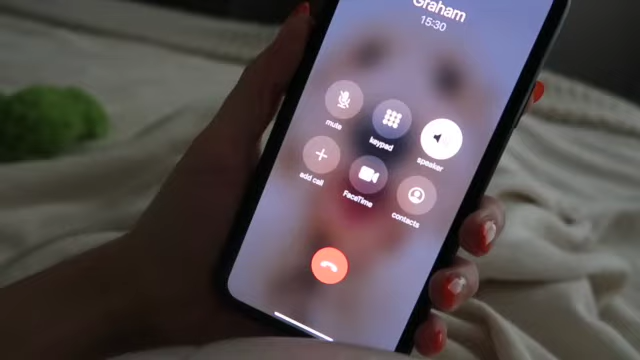 Graham
15:30
mute
keypad
speaker
add call
FaceTime
contacts